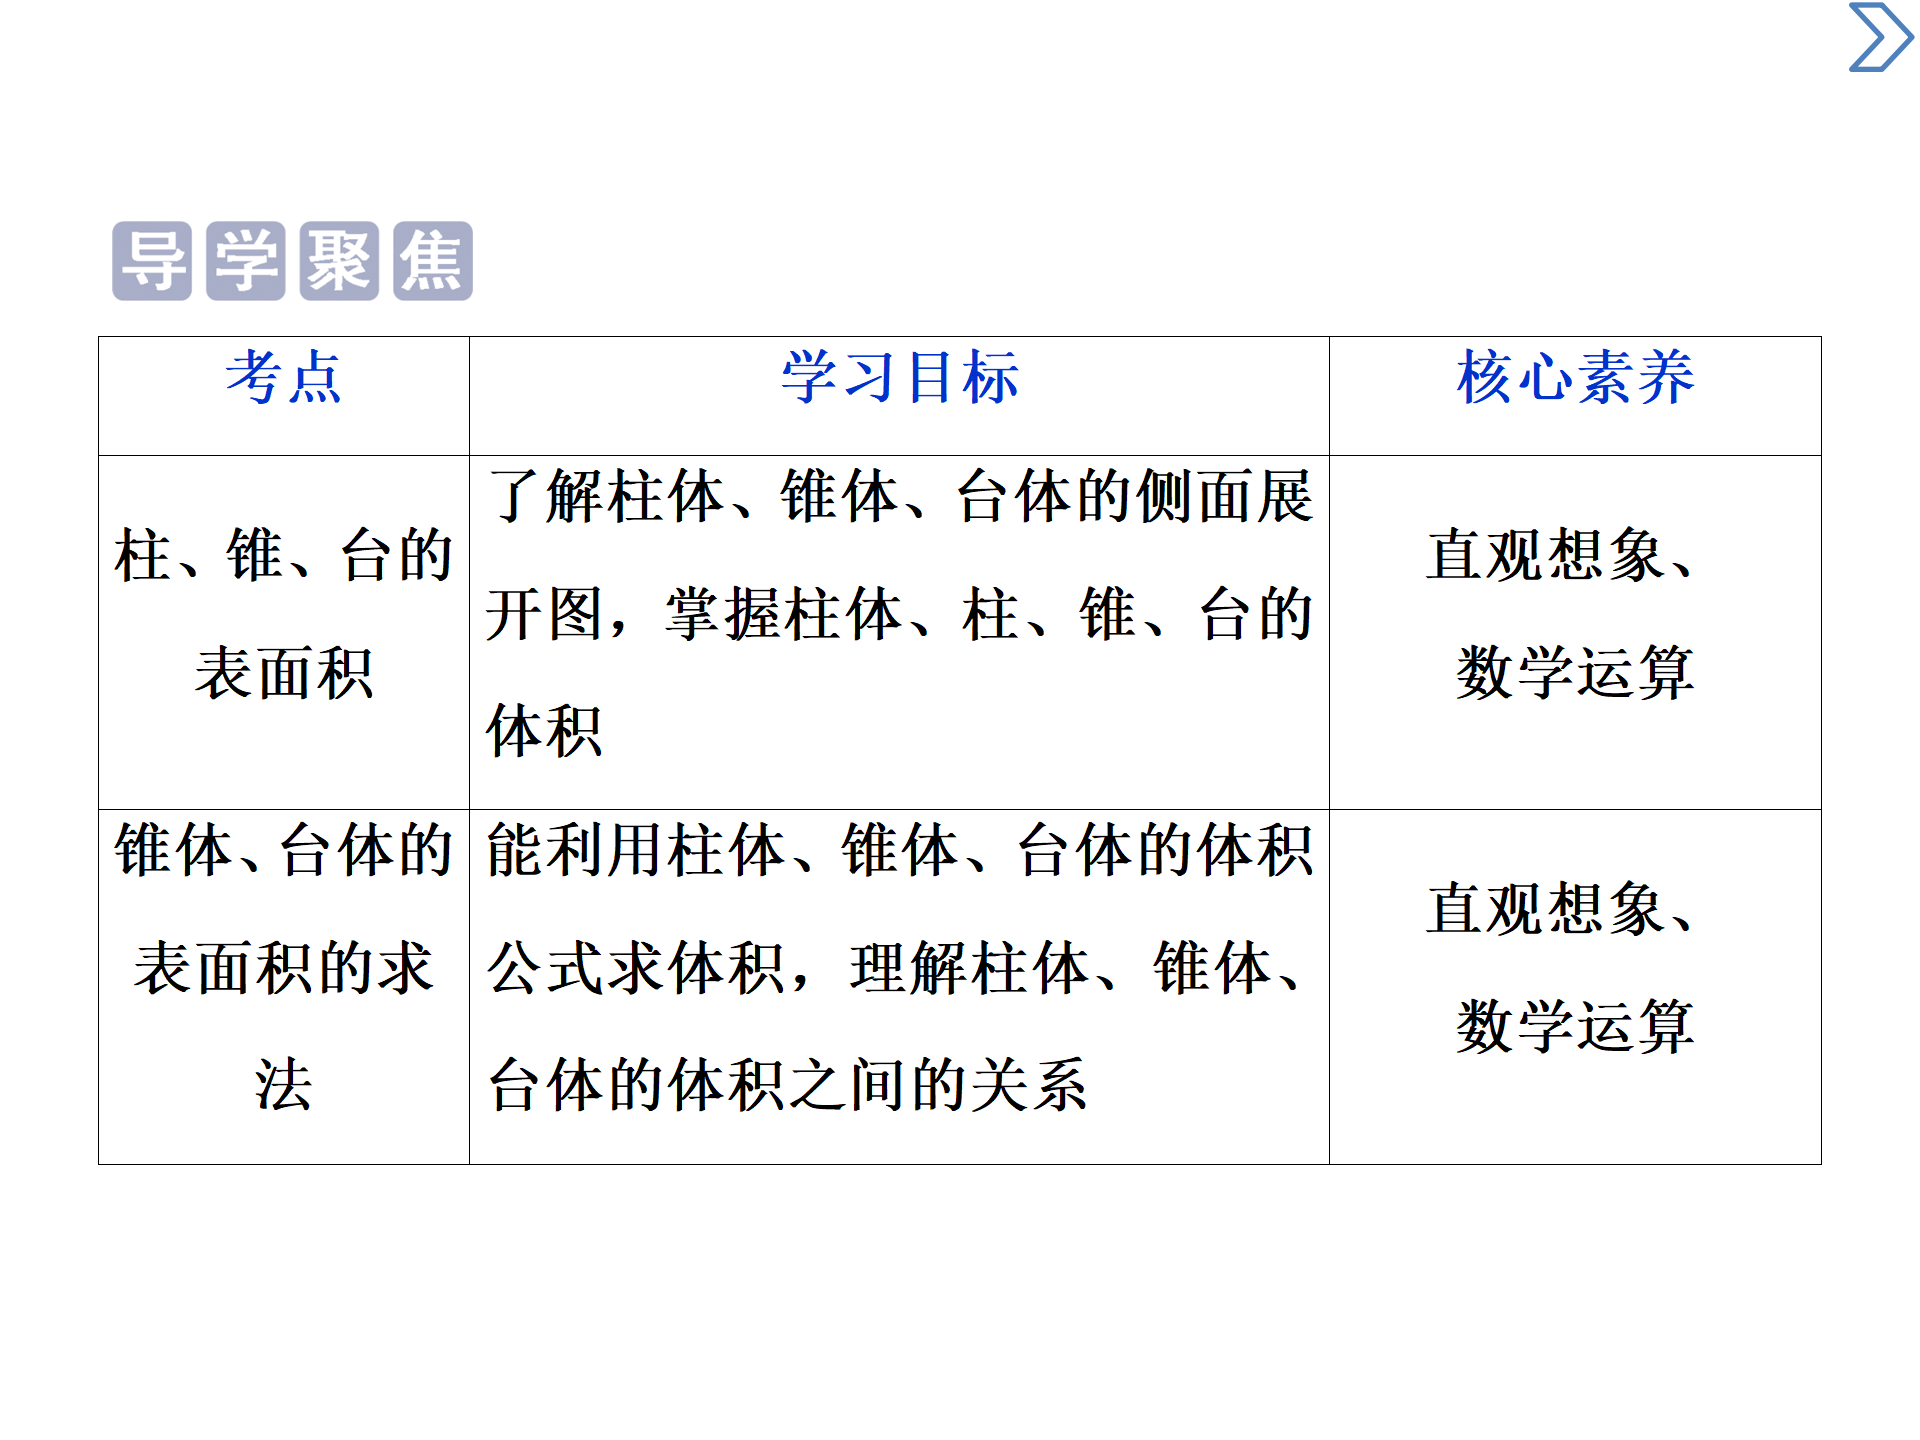 导学聚焦
考点
学习目标
核心素养
柱、锥、台的
表面积
了解柱体、锥体、台体的侧面展
开图，掌握柱体、柱、锥、台的
体积
直观想象、
数学运算
锥体、台体的
表面积的求
法
能利用柱体、锥体、台体的体积
公式求体积，理解柱体、锥体、
台体的体积之间的关系
直观想象、
数学运算